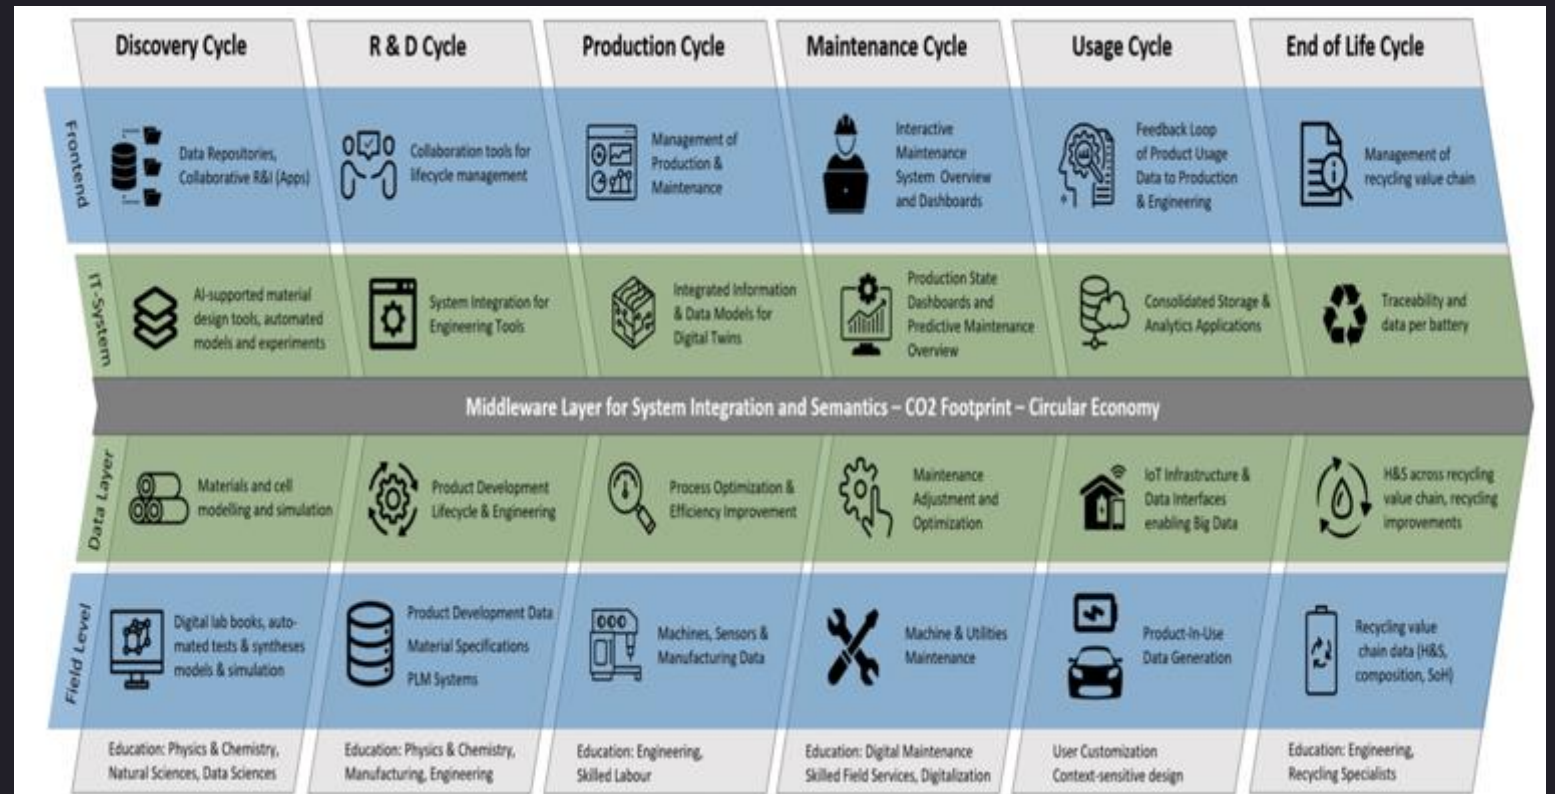 Discovery Cycle
R & D Cycle
Production Cycle
Maintenance Cycle
Usage Cycle
End of Life Cycle
Frontend
Data Repositories,
Collaborative R&I (Apps)
Collaboration tools for
lifecycle management
Management of
Production &
Maintenance
Interactive
Maintenance
System Overview
and Dashboards
Feedback Loop
of Product Usage
Data to Production
& Engineering
Management of
recycling value chain
IT-System
AI-supported material
design tools, automated
models and experiments
System Integration for
Engineering Tools
Integrated Information
& Data Models for
Digital Twins
Production State
Dashboards and
Predictive Maintenance
Overview
Consolidated Storage &
Analytics Applications
Traceability and
data per battery
Middleware Layer for System Integration and Semantics – CO2 Footprint – Circular Economy
Data Layer
Materials and cell
modelling and simulation
Product Development
Lifecycle & Engineering
Process Optimization &
Efficiency Improvement
Maintenance
Adjustment and
Optimization
IoT Infrastructure &
Data Interfaces
enabling Big Data
H&S across recycling
value chain, recycling
improvements
Field Level
Digital lab books, auto-
mated tests & syntheses
models & simulation
Product Development Data
Material Specifications
PLM Systems
Machines, Sensors &
Manufacturing Data
Machine & Utilities
Maintenance
Product-In-Use
Data Generation
Recycling value
chain data (H&S,
composition, SoH)
Education: Physics & Chemistry,
Natural Sciences, Data Sciences
Education: Physics & Chemistry,
Manufacturing, Engineering
Education: Engineering,
Skilled Labour
Education: Digital Maintenance
Skilled Field Services, Digitalization
User Customization
Context-sensitive design
Education: Engineering,
Recycling Specialists